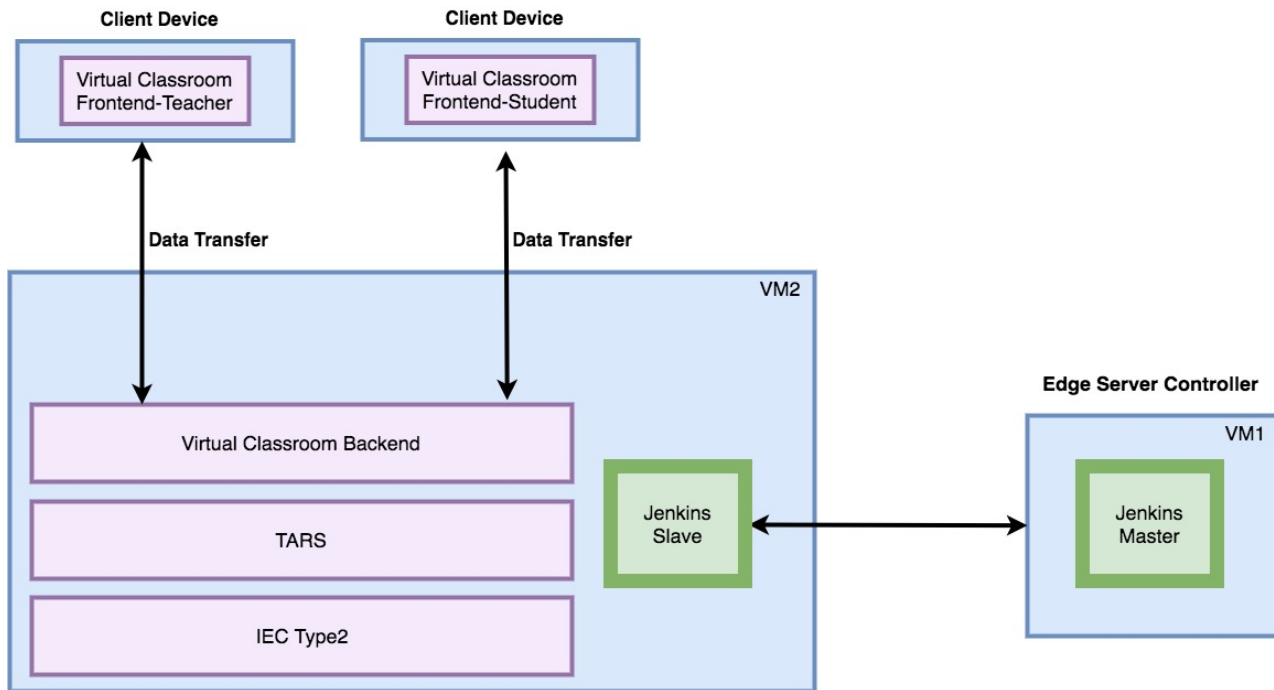 Client Device
Client Device
Virtual Classroom
Frontend-Teacher
Virtual Classroom
Frontend-Student
Data Transfer
Data Transfer
VM2
Edge Server Controller
VM1
Virtual Classroom Backend
Jenkins
Slave
Jenkins
Master
TARS
IEC Type2